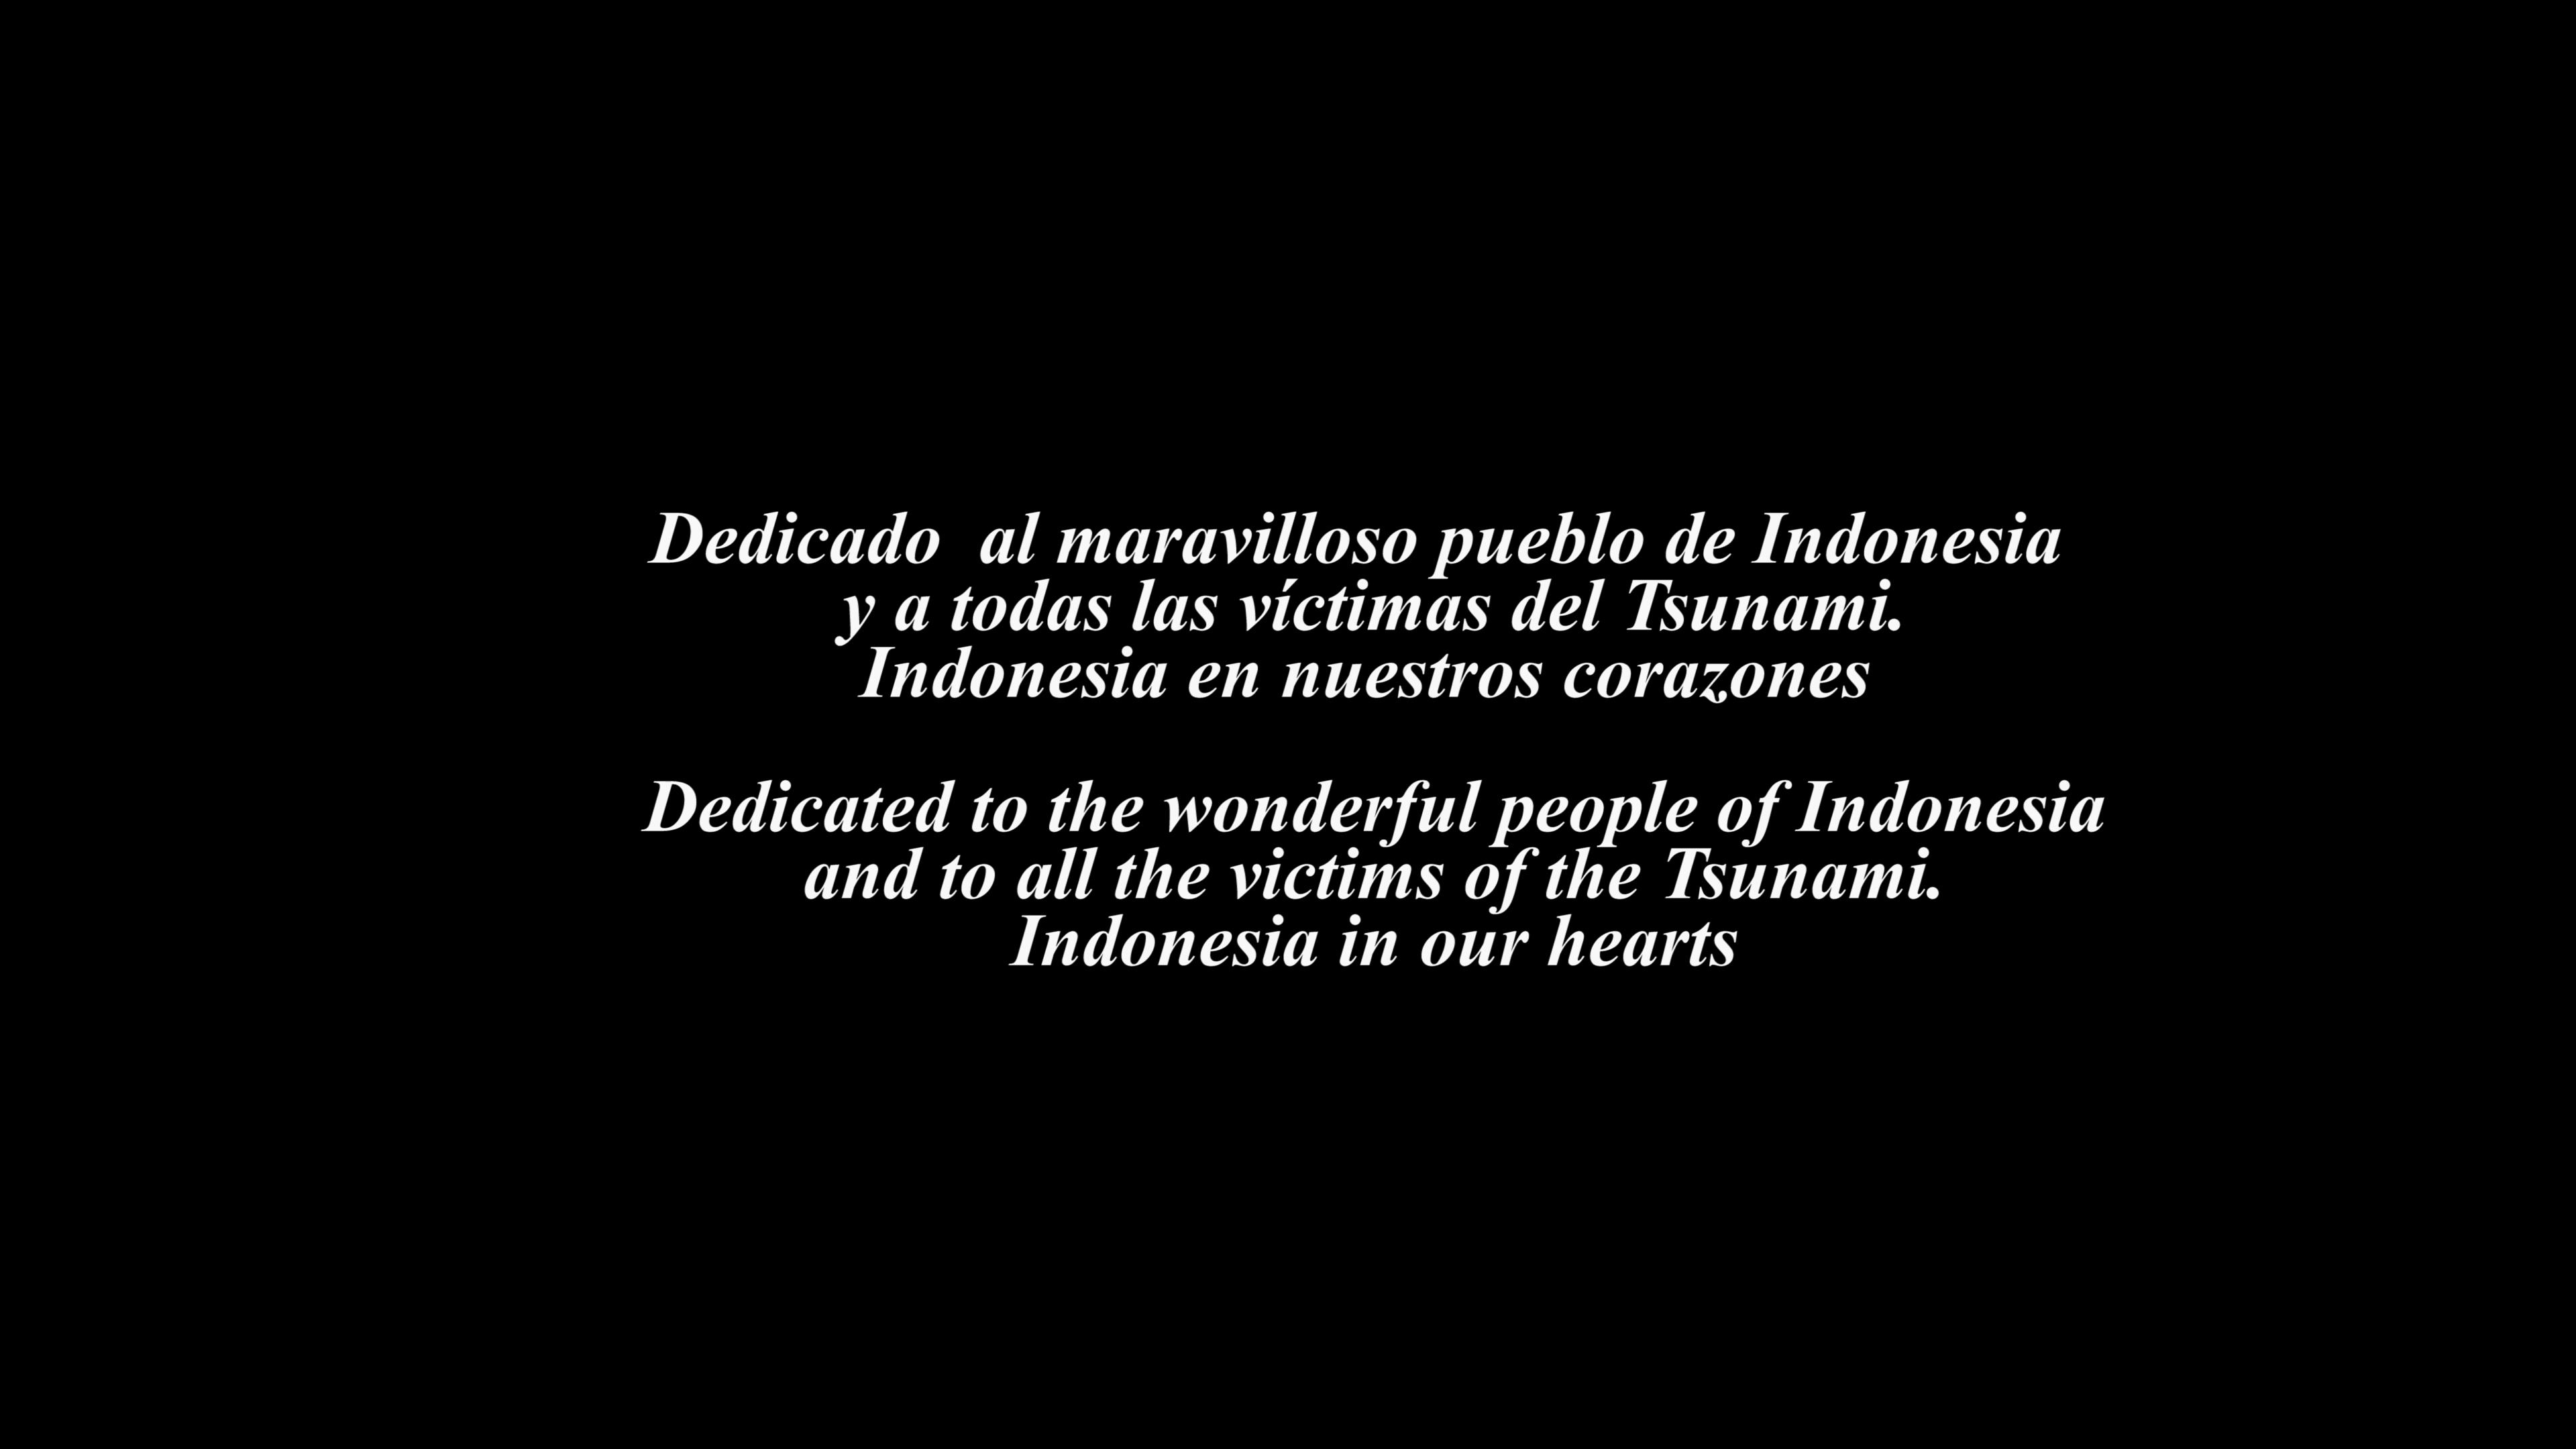 Dedicado  al maravilloso pueblo de Indonesia
y a todas las víctimas del Tsunami.
Indonesia en nuestros corazones
Dedicated to the wonderful people of Indonesia
and to all the victims of the Tsunami.
Indonesia in our hearts